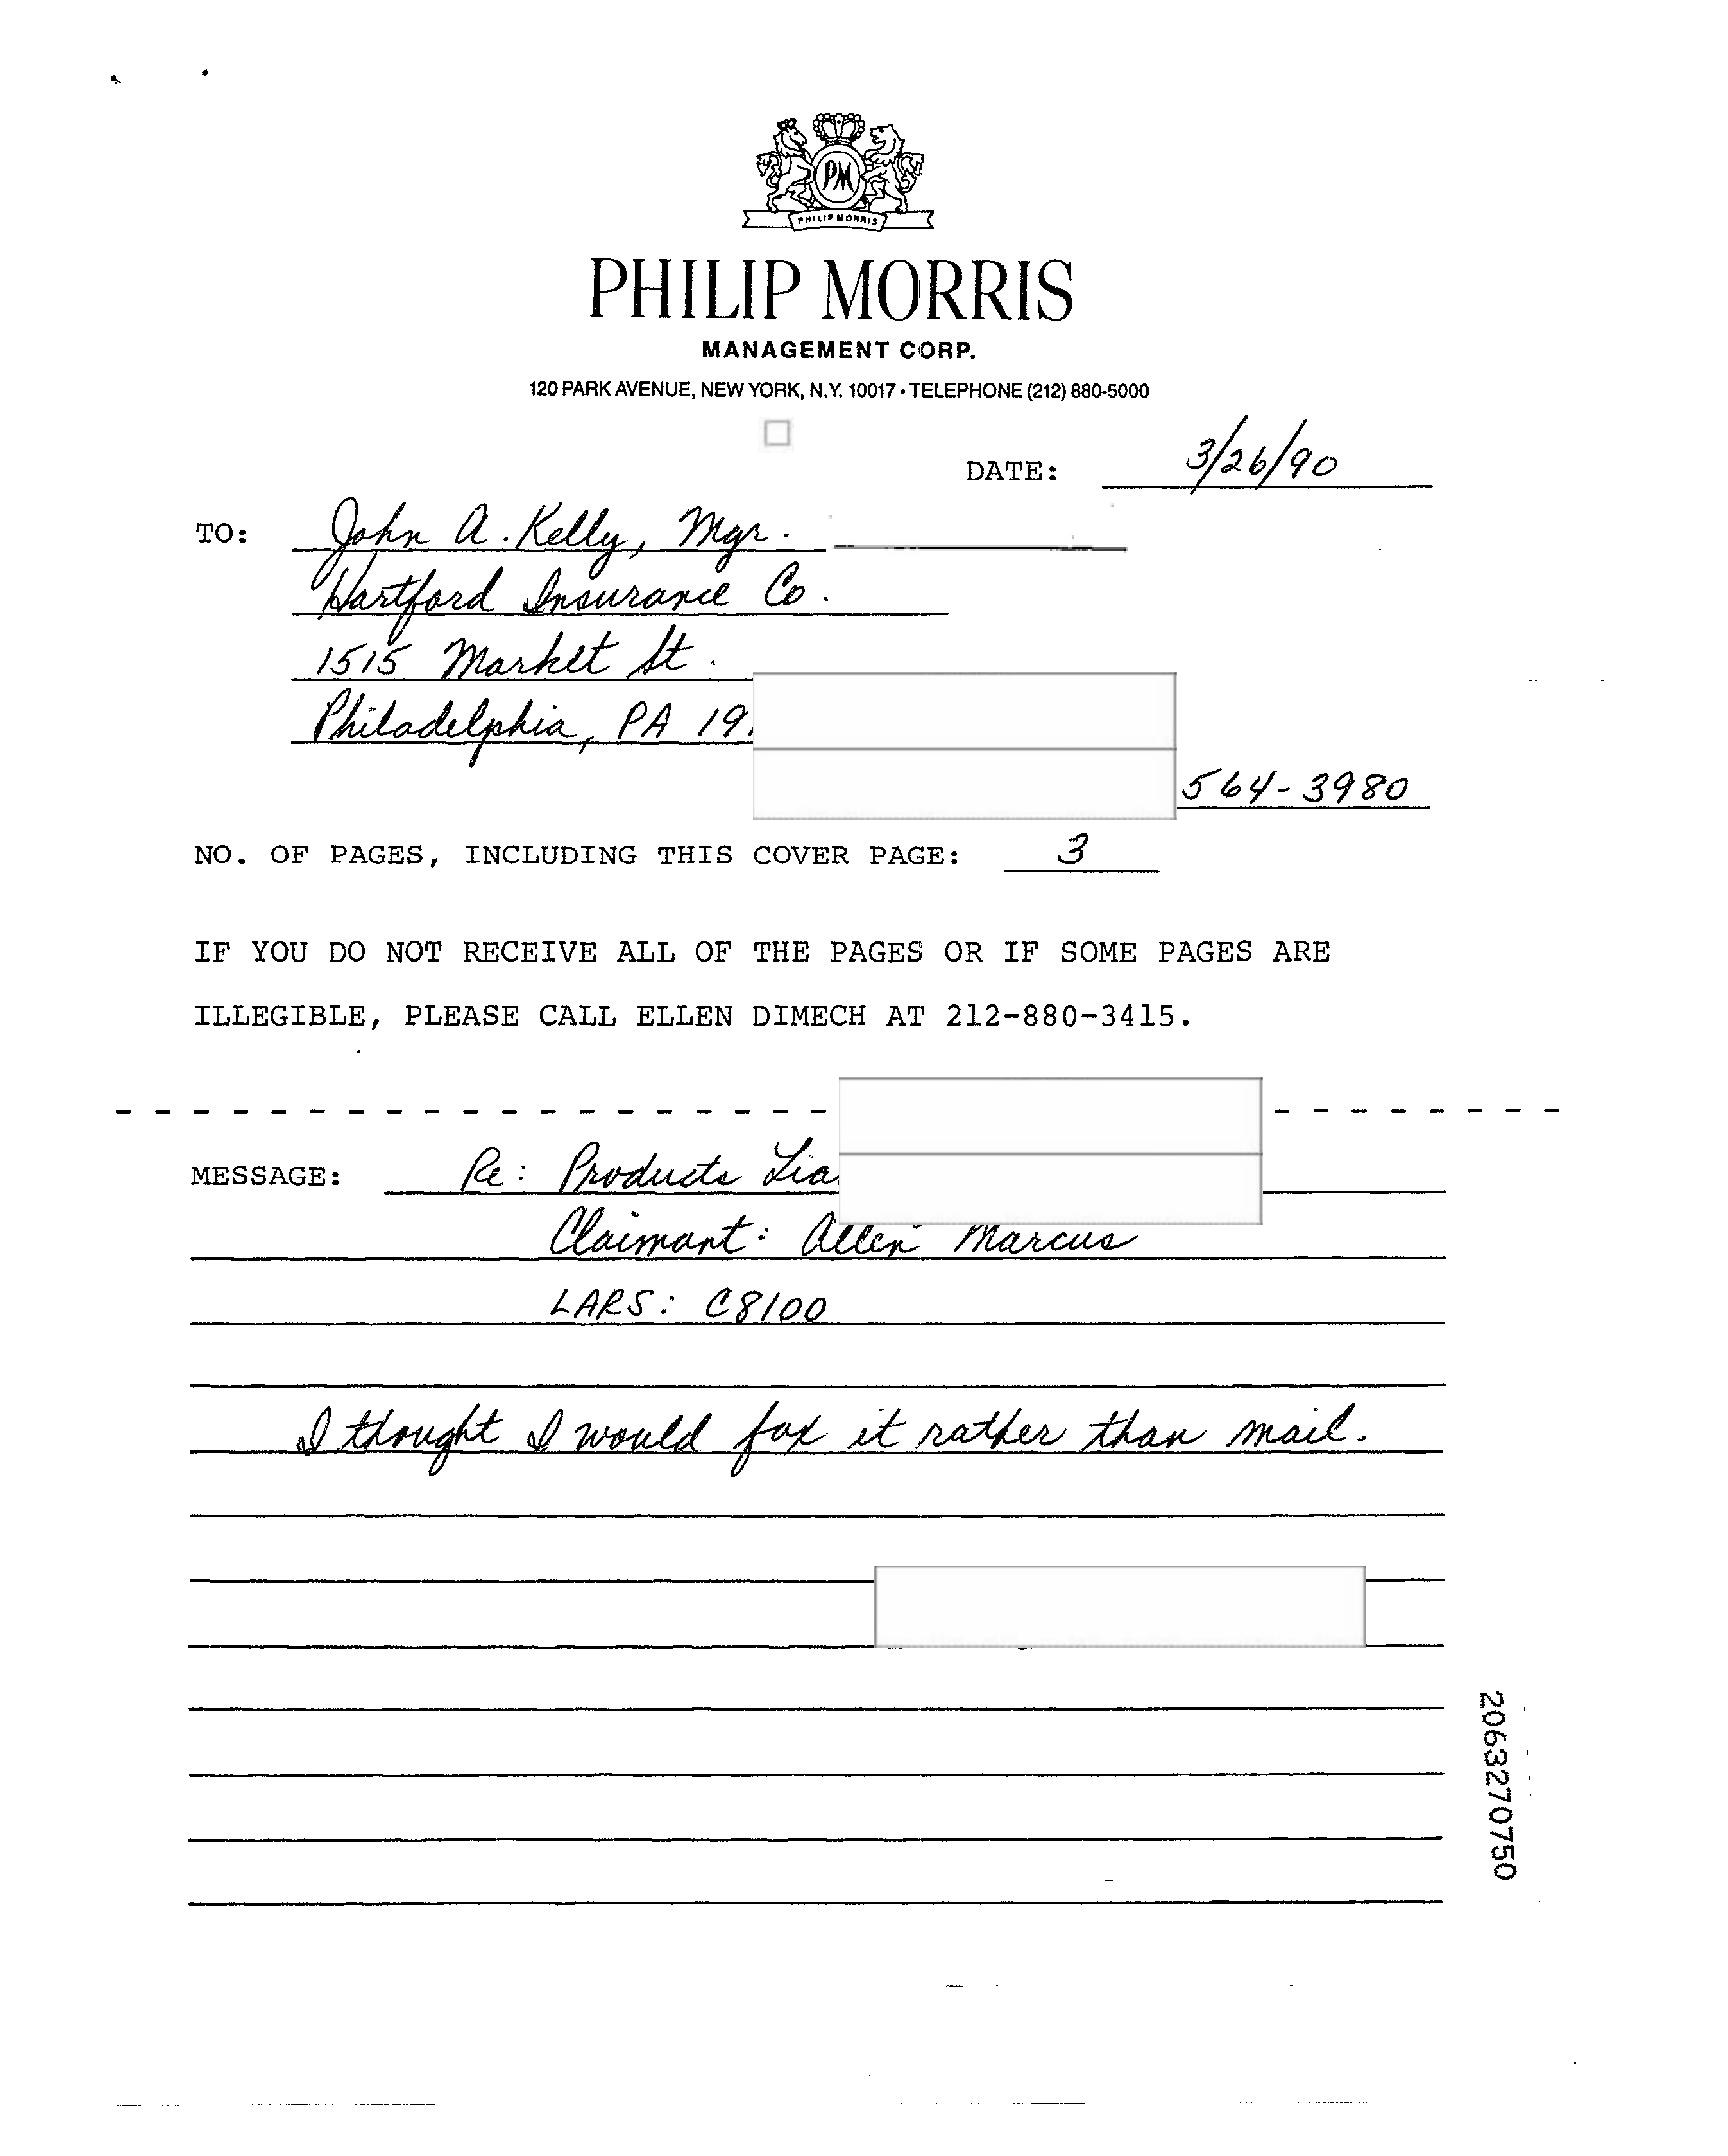 PM
PHILIP MORRIS
PHILIP MORRIS
MANAGEMENT CORP.
120 PARK AVENUE, NEW YORK, N.Y. 10017 • TELEPHONE (212) 880-5000
DATE: 3/26/90
TO: John A. Kelly, Mgr.
Hartford Insurance Co.
1515 Market St.
Philadelphia, PA
564-3980
NO. OF PAGES, INCLUDING THIS COVER PAGE: 3
IF YOU DO NOT RECEIVE ALL OF THE PAGES OR IF SOME PAGES ARE
ILLEGIBLE, PLEASE CALL ELLEN DIMECH AT 212-880-3415.
MESSAGE: Re: Products
Claimant: Allen Marcus
LARS: C8100
I thought I would fax it rather than mail.
2063270750